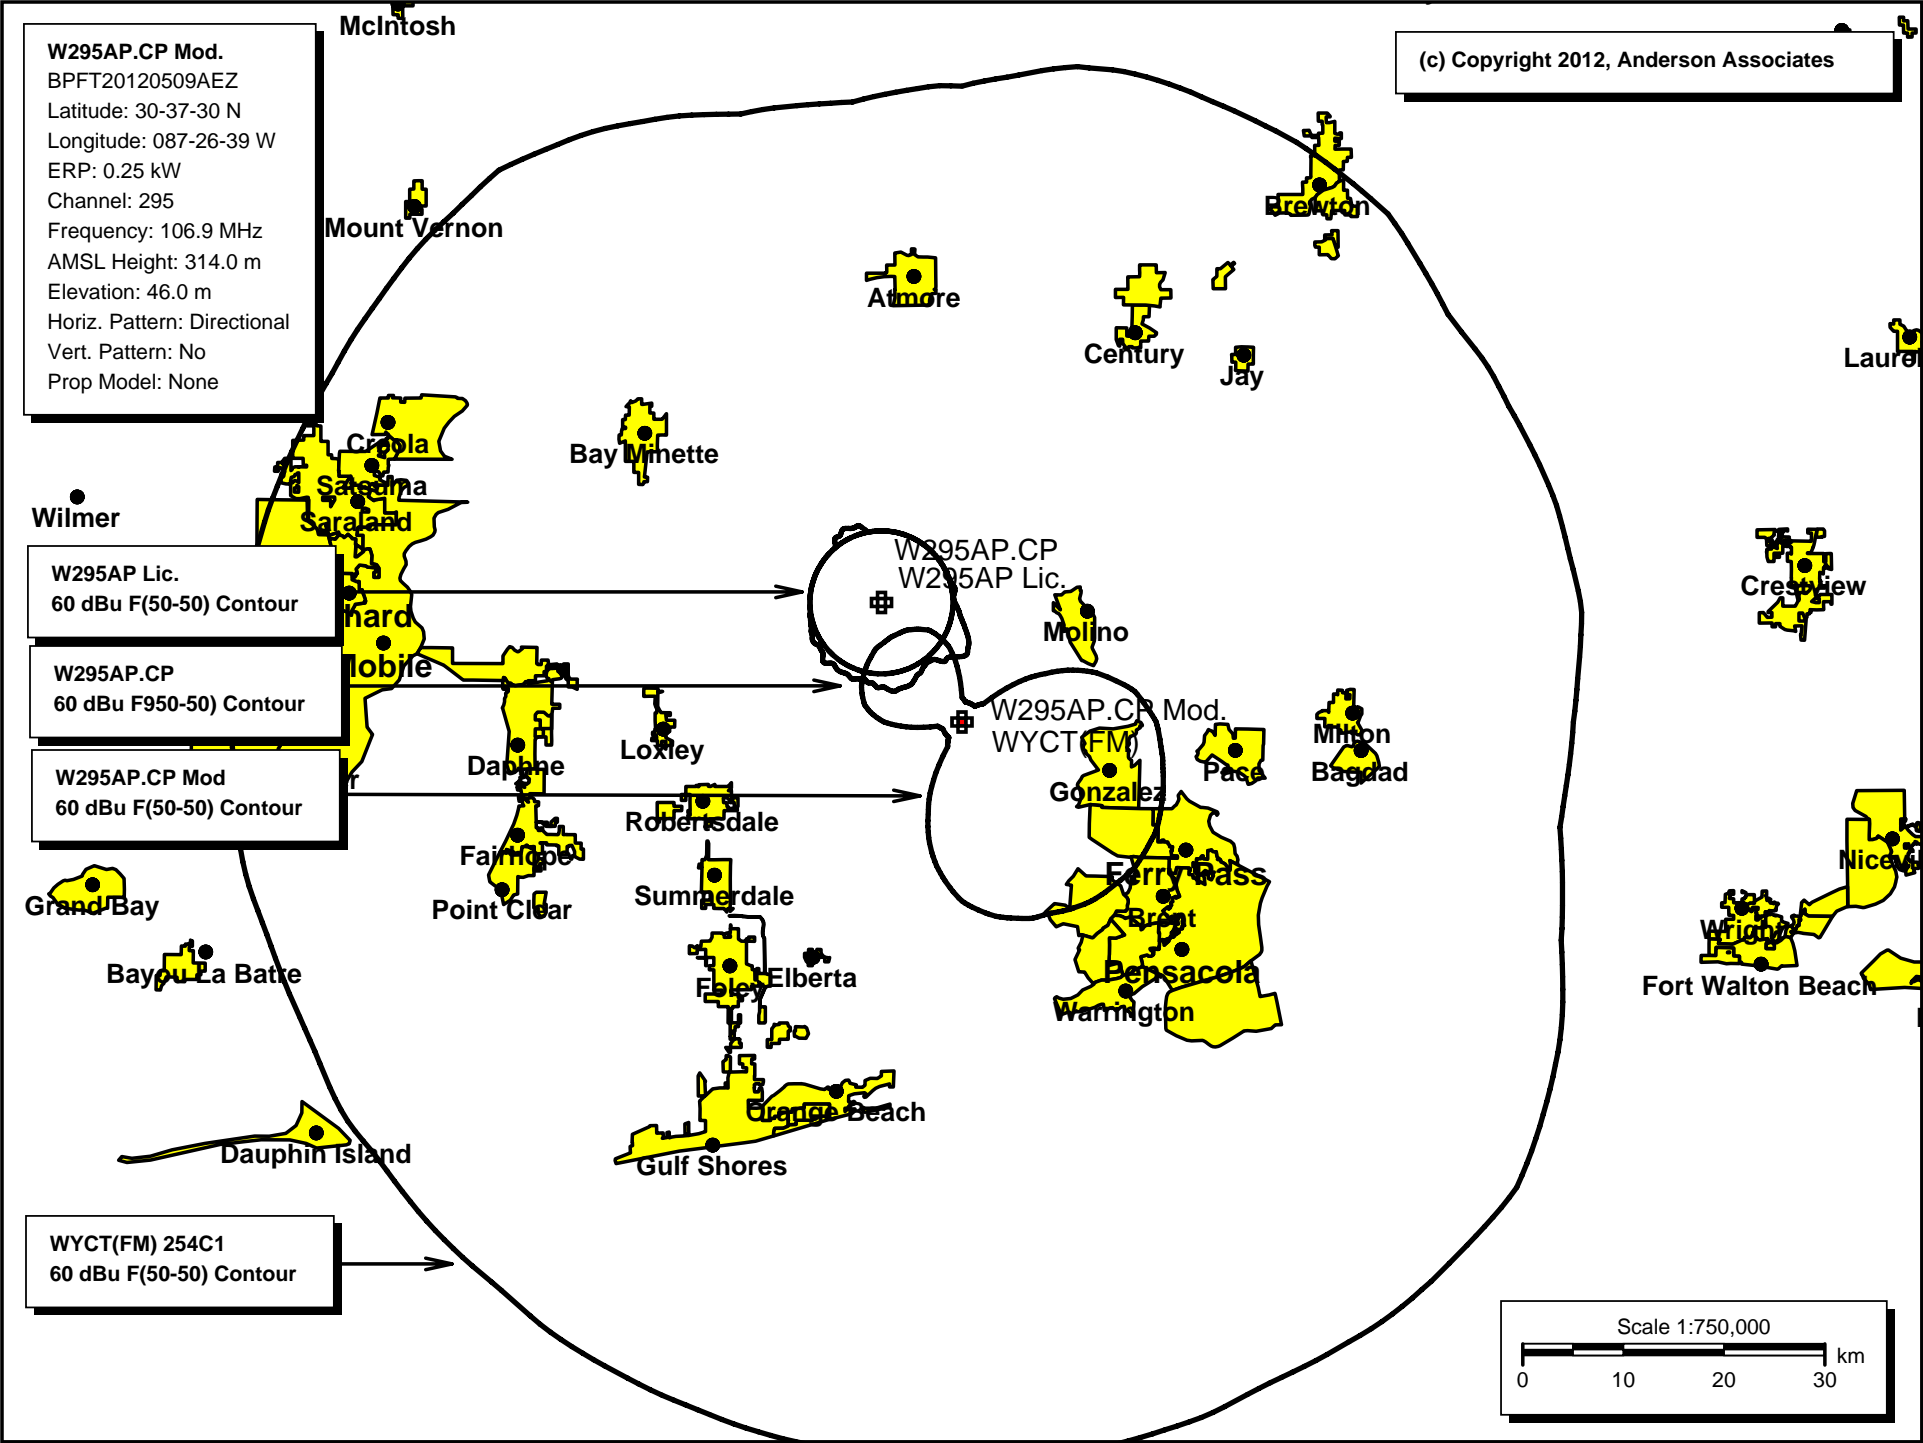 McIntosh
W295AP.CP Mod.
BPFT20120509AEZ
Latitude: 30-37-30 N
Longitude: 087-26-39 W
ERP: 0.25 kW
Channel: 295
Frequency: 106.9 MHz
AMSL Height: 314.0 m
Elevation: 46.0 m
Horiz. Pattern: Directional
Vert. Pattern: No
Prop Model: None
(c) Copyright 2012, Anderson Associates
Mount Vernon
Brewton
Atmore
Century
Jay
Creola
Bay Minette
Satsuma
Saraland
Wilmer
W295AP.CP
W295AP Lic.
W295AP Lic.
60 dBu F(50-50) Contour
hard
Molino
Crestview
Mobile
W295AP.CP
60 dBu F950-50) Contour
W295AP.CP Mod.
WYCT(FM)
Milton
Bagdad
Pace
Gonzalez
Loxley
Daphne
W295AP.CP Mod
60 dBu F(50-50) Contour
r
Robertsdale
Fairhope
Ferry Pass
Summerdale
Point Clear
Grand Bay
Brent
Wright
Bayou La Batre
Foley
Elberta
Pensacola
Fort Walton Beach
Warrington
Orange Beach
Gulf Shores
Dauphin Island
WYCT(FM) 254C1
60 dBu F(50-50) Contour
Scale 1:750,000
km
0 10 20 30